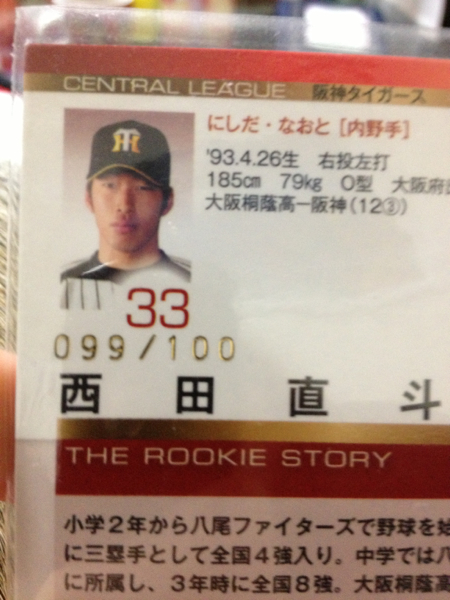 CENTRAL LEAGUE 阪神タイガース
にしだ・なおと [内野手]
'93.4.26生 右投左打
185㎝ 79㎏ O型 大阪府
大阪桐蔭高ー阪神(12③)
33
099/100
西田直斗
THE ROOKIE STORY
小学2年から八尾ファイターズで野球を始
に三塁手として全国4強入り。中学では八
に所属し、3年時に全国8強。大阪桐蔭高